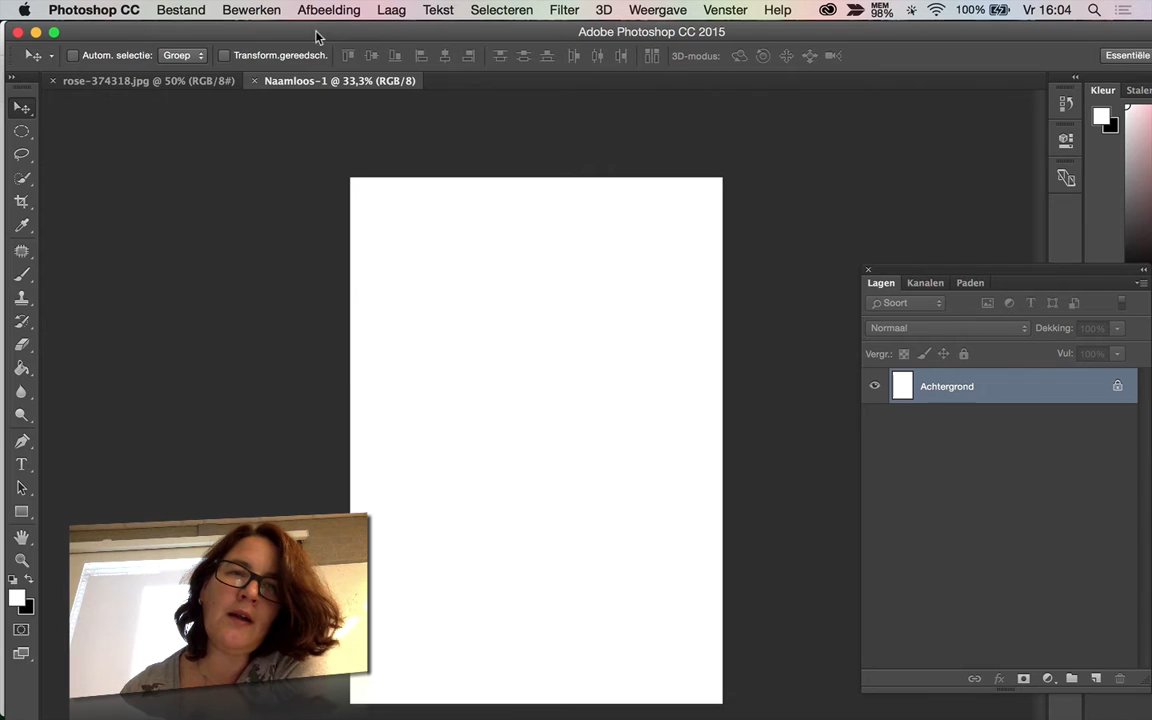 Photoshop CC Bestand Bewerken Afbeelding Laag Tekst Selecteren Filter 3D Weergave Venster Help MEM 98% 100% Vr 16:04
Adobe Photoshop CC 2015
Autom. selectie: Groep Transform.gereedsch. 3D-modus: Essentiële
rose-374318.jpg @ 50% (RGB/8#) Naamloos-1 @ 33,3% (RGB/8)
Kleur Stalen
Lagen Kanalen Paden
Soort
Normaal Dekking: 100%
Vergr.: Vul: 100%
Achtergrond
fx